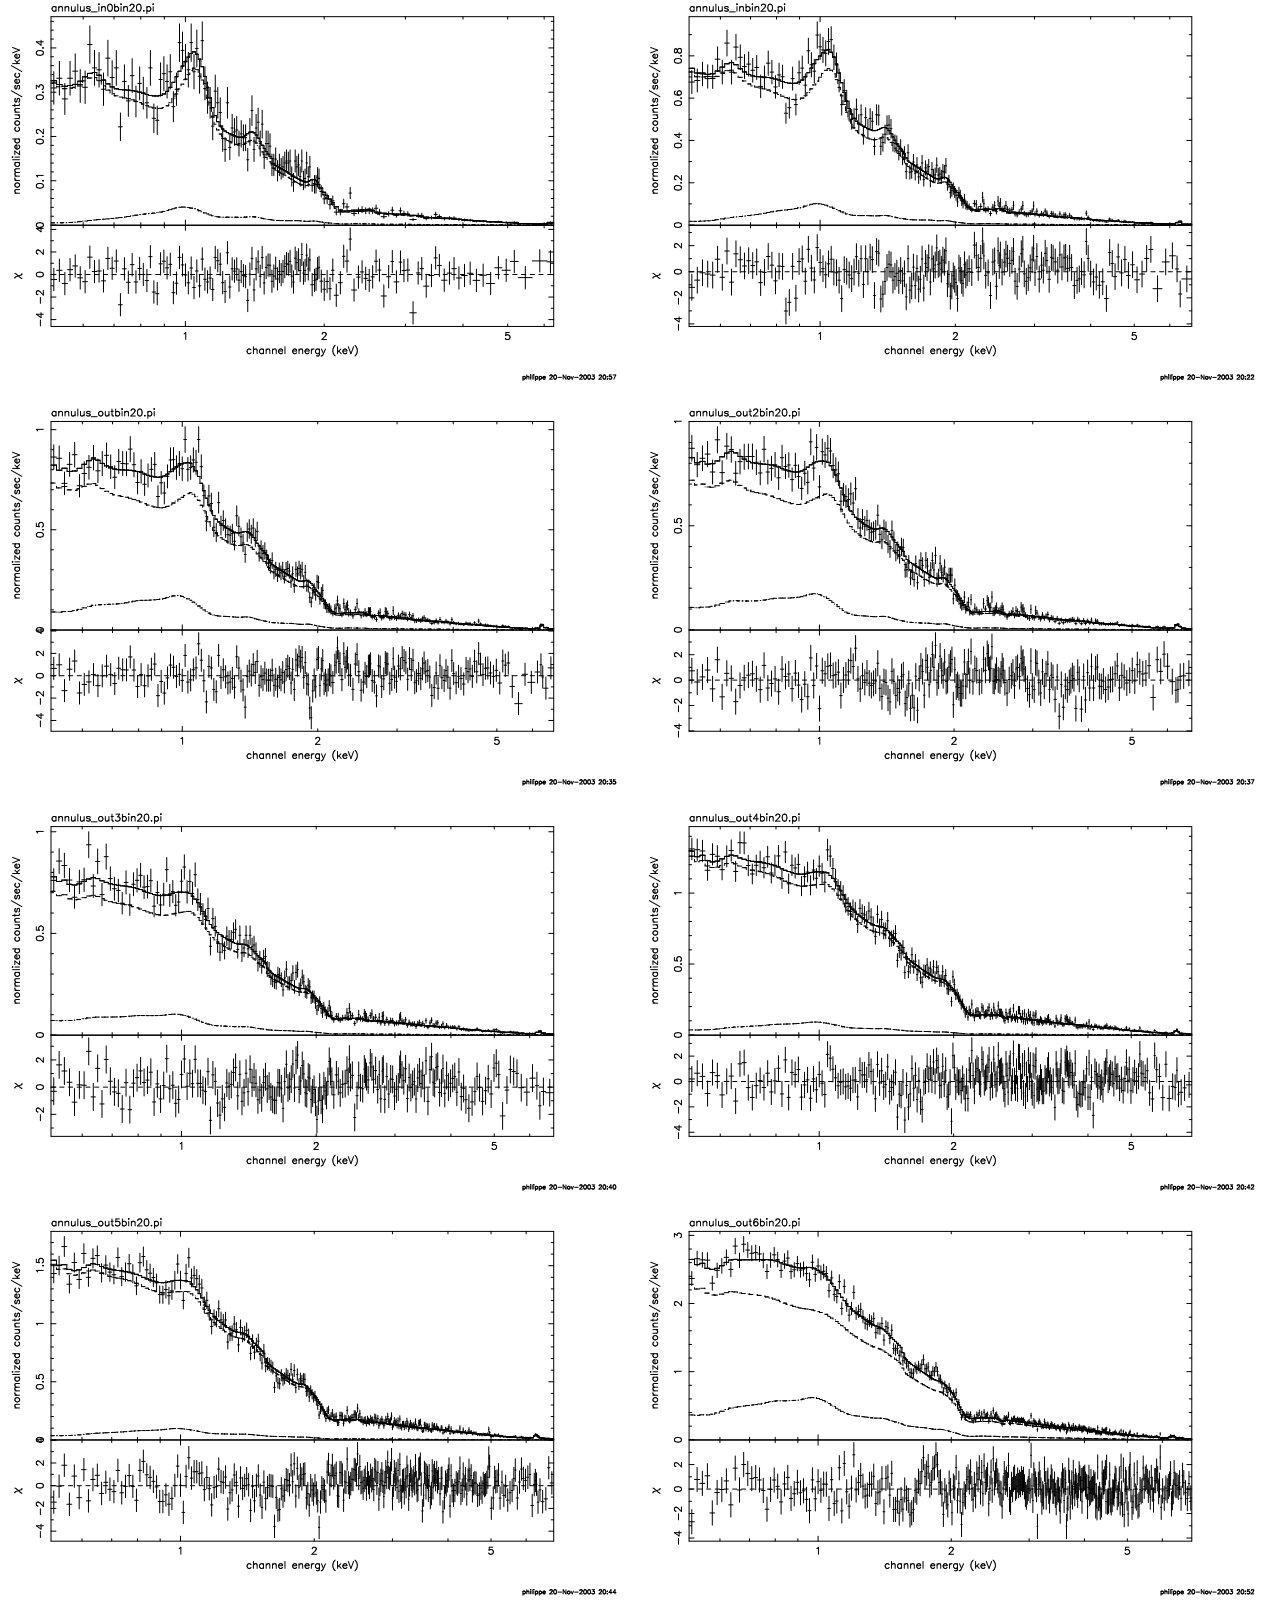 annulus_in0bin20.pi
normalized counts/sec/keV
0.4
0.3
0.2
0.1
0
χ
2
0
−2
−4
1
2
5
channel energy (keV)
philippe 20−Nov−2003 20:57
annulus_inbin20.pi
normalized counts/sec/keV
0.8
0.6
0.4
0.2
0
χ
2
0
−2
−4
1
2
5
channel energy (keV)
philippe 20−Nov−2003 20:22
annulus_outbin20.pi
normalized counts/sec/keV
1
0.5
χ
2
0
−2
−4
1
2
5
channel energy (keV)
philippe 20−Nov−2003 20:35
annulus_out2bin20.pi
normalized counts/sec/keV
1
0.5
0
χ
2
0
−2
−4
1
2
5
channel energy (keV)
philippe 20−Nov−2003 20:37
annulus_out3bin20.pi
normalized counts/sec/keV
1
0.5
0
χ
2
0
−2
1
2
5
channel energy (keV)
philippe 20−Nov−2003 20:40
annulus_out4bin20.pi
normalized counts/sec/keV
1
0.5
0
χ
2
0
−2
−4
1
2
5
channel energy (keV)
philippe 20−Nov−2003 20:42
annulus_out5bin20.pi
normalized counts/sec/keV
1.5
1
0.5
χ
2
0
−2
−4
1
2
5
channel energy (keV)
philippe 20−Nov−2003 20:44
annulus_out6bin20.pi
normalized counts/sec/keV
3
2
1
0
χ
2
0
−2
−4
1
2
5
channel energy (keV)
philippe 20−Nov−2003 20:52